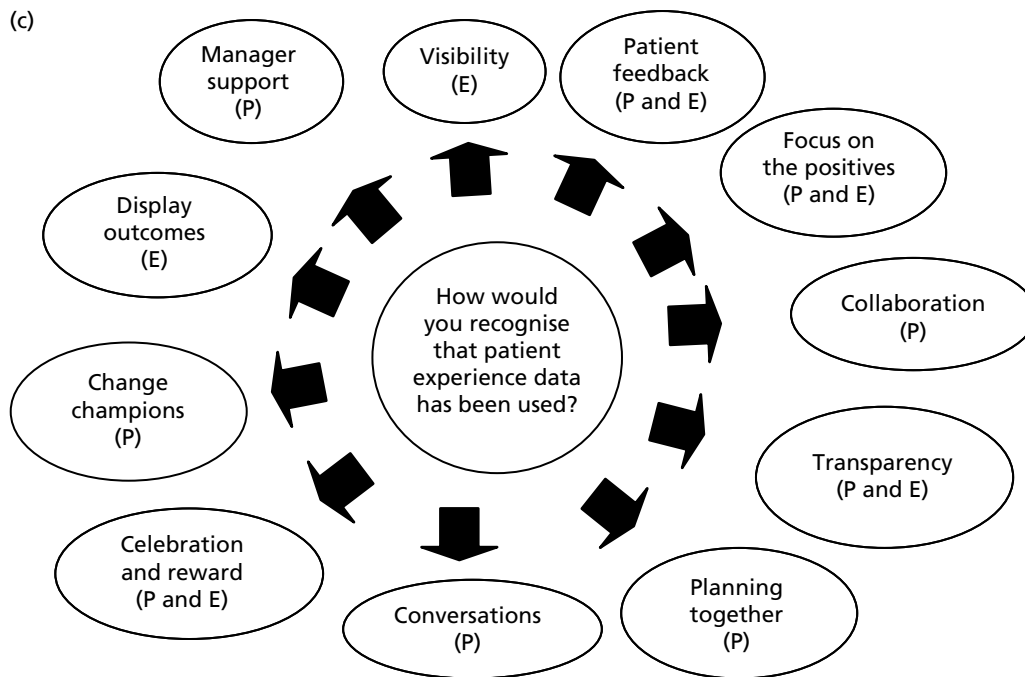 (c)
Manager
support
(P)
Visibility
(E)
Patient
feedback
(P and E)
Focus on
the positives
(P and E)
Collaboration
(P)
Transparency
(P and E)
Planning
together
(P)
Conversations
(P)
Celebration
and reward
(P and E)
Change
champions
(P)
Display
outcomes
(E)
How would
you recognise
that patient
experience data
has been used?